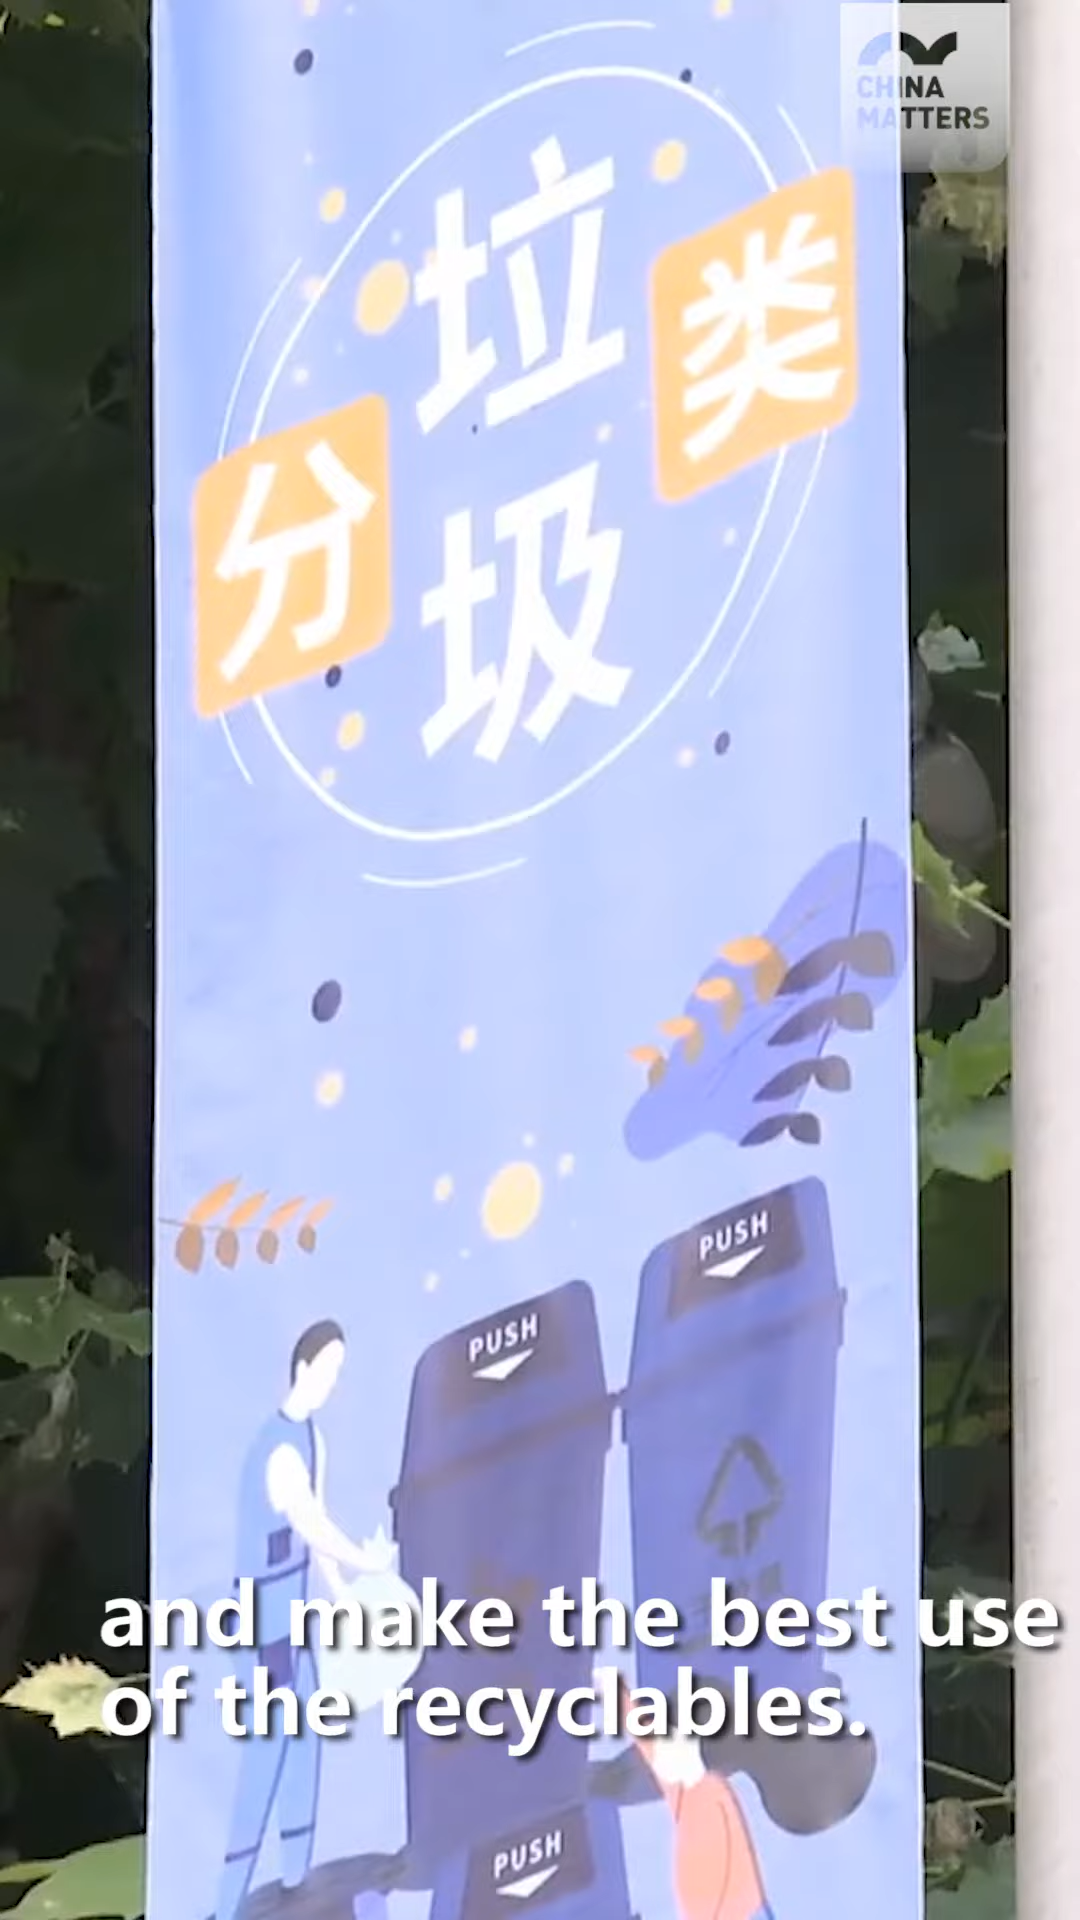 CHINA
MATTERS
垃圾
分类
PUSH
PUSH
and make the best use
of the recyclables.
PUSH